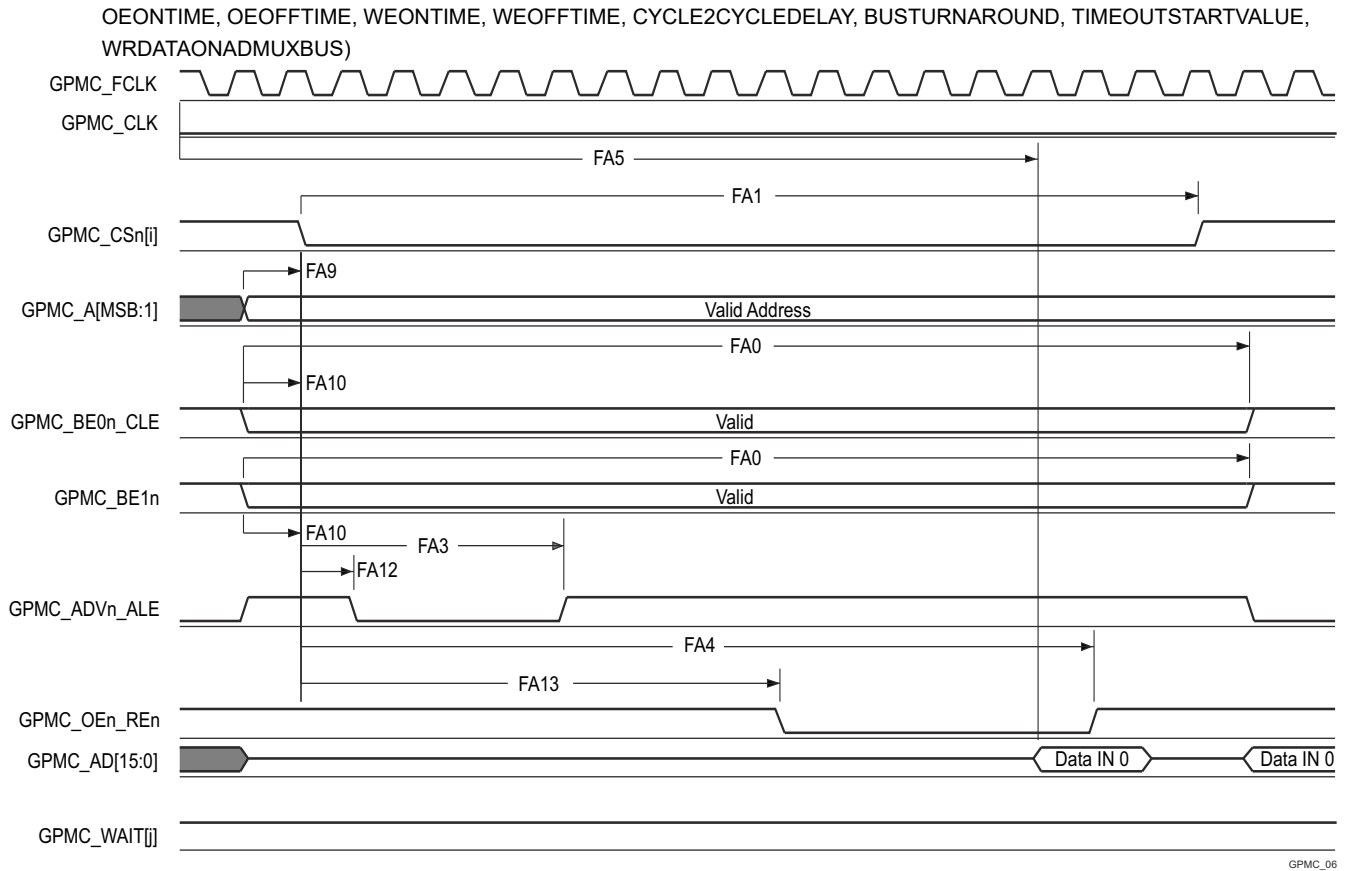 OEONTIME, OEOFFTIME, WEONTIME, WEOFFTIME, CYCLE2CYCLEDELAY, BUSTURNAROUND, TIMEOUTSTARTVALUE,
WRDATAONADMUXBUS)
GPMC_FCLK
GPMC_CLK
FA5
FA1
GPMC_CSn[i]
FA9
GPMC_A[MSB:1]
Valid Address
FA0
FA10
GPMC_BE0n_CLE
Valid
FA0
GPMC_BE1n
Valid
FA10
FA3
FA12
GPMC_ADVn_ALE
FA4
FA13
GPMC_OEn_REn
GPMC_AD[15:0]
Data IN 0
Data IN 0
GPMC_WAIT[j]
GPMC_06